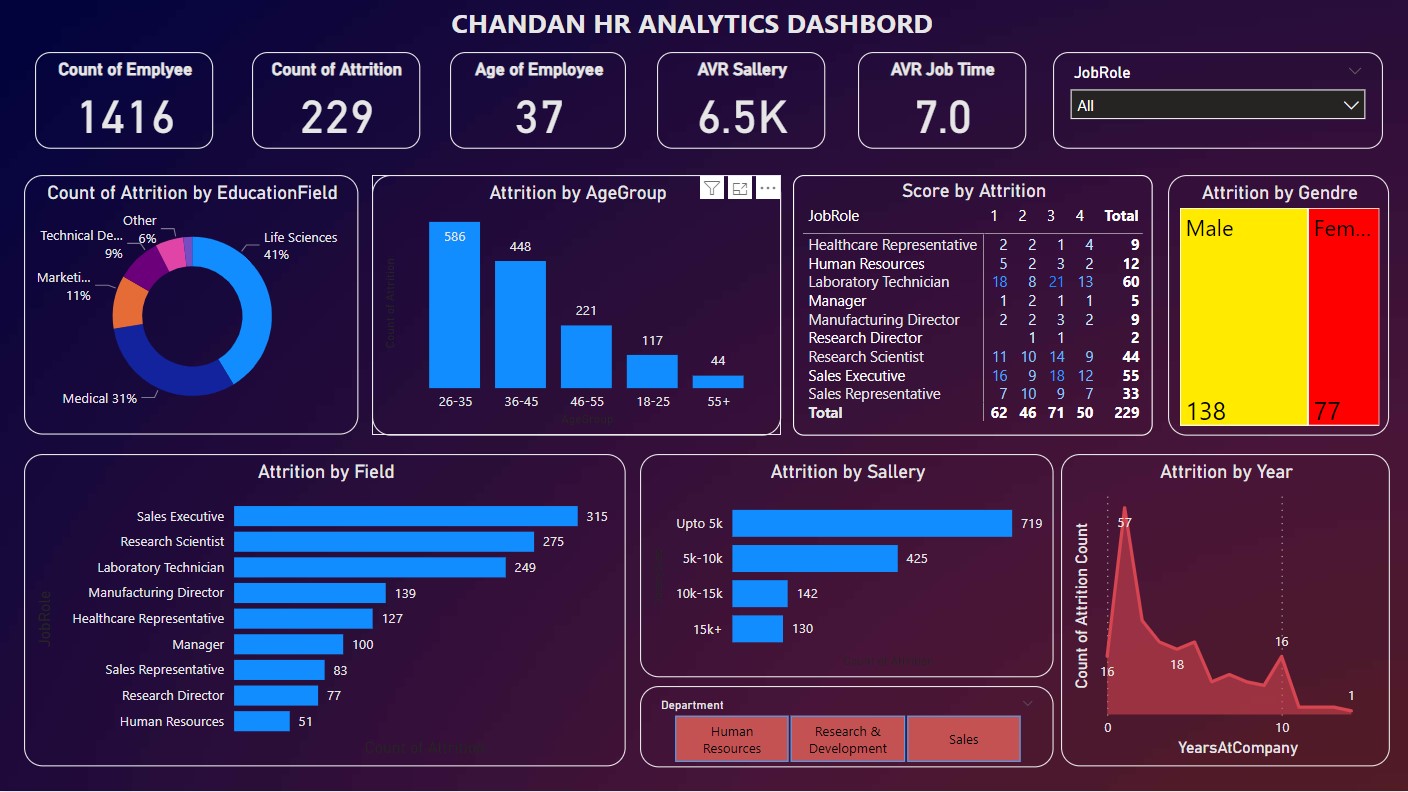 CHANDAN HR ANALYTICS DASHBORD
Count of Emplyee
1416
Count of Attrition
229
Age of Employee
37
AVR Sallery
6.5K
AVR Job Time
7.0
JobRole
All
Count of Attrition by EducationField
Other
6%
Technical De...
9%
Marketi...
11%
Life Sciences
41%
Medical 31%
Attrition by AgeGroup
Count of Attrition
586
448
221
117
44
26-35 36-45 46-55 18-25 55+
AgeGroup
Score by Attrition
JobRole 1 2 3 4 Total
Healthcare Representative 2 2 1 4 9
Human Resources 5 2 3 2 12
Laboratory Technician 18 8 21 13 60
Manager 1 2 1 1 5
Manufacturing Director 2 2 3 2 9
Research Director 1 1 2
Research Scientist 11 10 14 9 44
Sales Executive 16 9 18 12 55
Sales Representative 7 10 9 7 33
Total 62 46 71 50 229
Attrition by Gendre
Male
138
Fem...
77
Attrition by Field
JobRole
Sales Executive 315
Research Scientist 275
Laboratory Technician 249
Manufacturing Director 139
Healthcare Representative 127
Manager 100
Sales Representative 83
Research Director 77
Human Resources 51
Count of Attrition
Attrition by Sallery
Upto 5k 719
5k-10k 425
10k-15k 142
15k+ 130
Department
Human
Resources
Research &
Development
Sales
Attrition by Year
Count of Attrition Count
57
16
18
16
1
0 10
YearsAtCompany